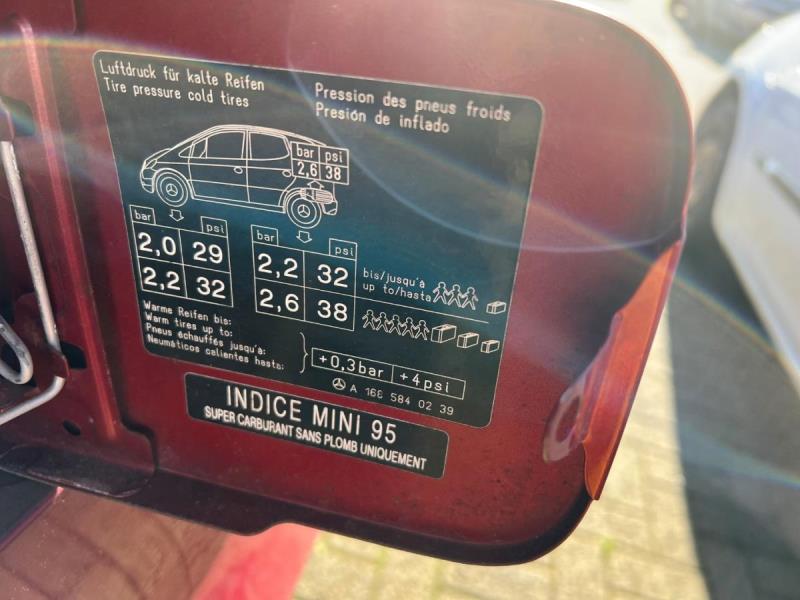 Luftdruck für kalte Reifen
Tire pressure cold tires
Pression des pneus froids
Presión de inflado
bar psi
2,6 38
bar psi
2,0 29
2,2 32
bar psi
2,2 32
2,6 38
bis/jusqu'à
up to/hasta
Warme Reifen bis:
Warm tires up to:
Pneus échauffés jusqu'à:
Neumáticos calientes hasta:
+0,3bar +4psi
A 168 584 02 39
INDICE MINI 95
SUPER CARBURANT SANS PLOMB UNIQUEMENT